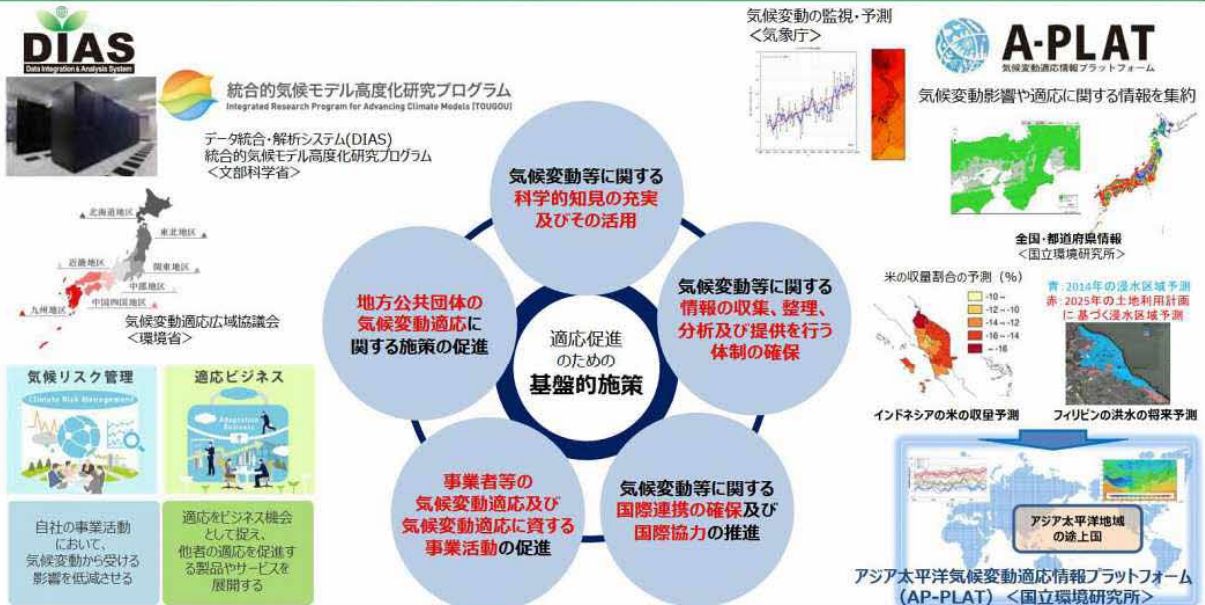 DIAS
Data Integration & Analysis System
統合的気候モデル高度化研究プログラム
Integrated Research Program for Advancing Climate Models (TOUGOU)
データ統合・解析システム(DIAS)
統合的気候モデル高度化研究プログラム
<文部科学省>
北海道地区
東北地区
近畿地区
関東地区
中部地区
中国四国地区
九州地区
気候変動適応広域協議会
<環境省>
気候リスク管理
Climate Risk Management
自社の事業活動
において、
気候変動から受ける
影響を低減させる
適応ビジネス
Adaptation
Business
適応をビジネス機会
として捉え、
他者の適応を促進す
る製品やサービスを
展開する
気候変動等に関する
科学的知見の充実
及びその活用
地方公共団体の
気候変動適応に
関する施策の促進
気候変動等に関する
情報の収集、整理、
分析及び提供を行う
体制の確保
適応促進
のための
基盤的施策
事業者等の
気候変動適応及び
気候変動適応に資する
事業活動の促進
気候変動等に関する
国際連携の確保及び
国際協力の推進
気候変動の監視・予測
<気象庁>
A-PLAT
気候変動適応情報プラットフォーム
気候変動影響や適応に関する情報を集約
全国・都道府県情報
<国立環境研究所>
米の収量割合の予測(%)
-10~
-12~-10
-14~-12
-16~-14
~-16
インドネシアの米の収量予測
青:2014年の浸水区域予測
赤:2025年の土地利用計画
に基づく浸水区域予測
フィリピンの洪水の将来予測
アジア太平洋地域
の途上国
アジア太平洋気候変動適応情報プラットフォーム
(AP-PLAT)<国立環境研究所>